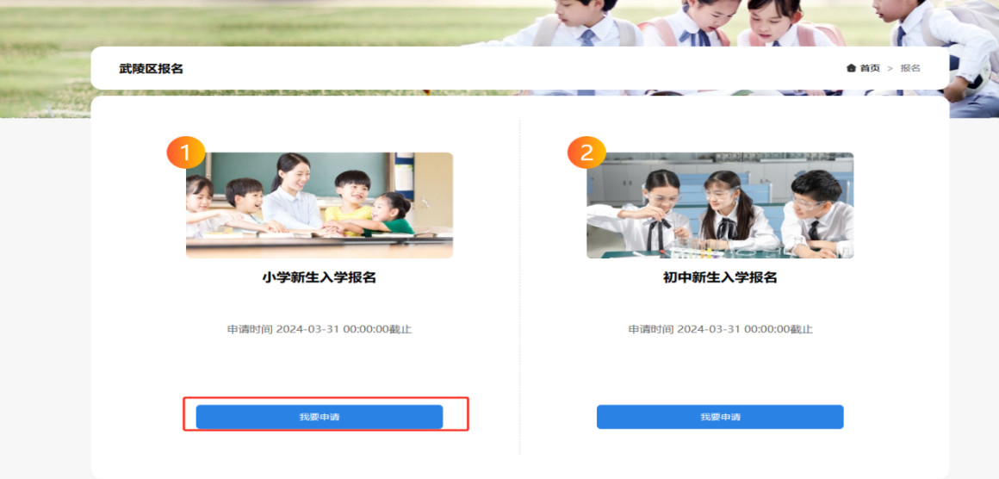 武陵区报名
首页 > 报名
1
2
小学新生入学报名
初中新生入学报名
申请时间 2024-03-31 00:00:00截止
申请时间 2024-03-31 00:00:00截止
我要申请
我要申请